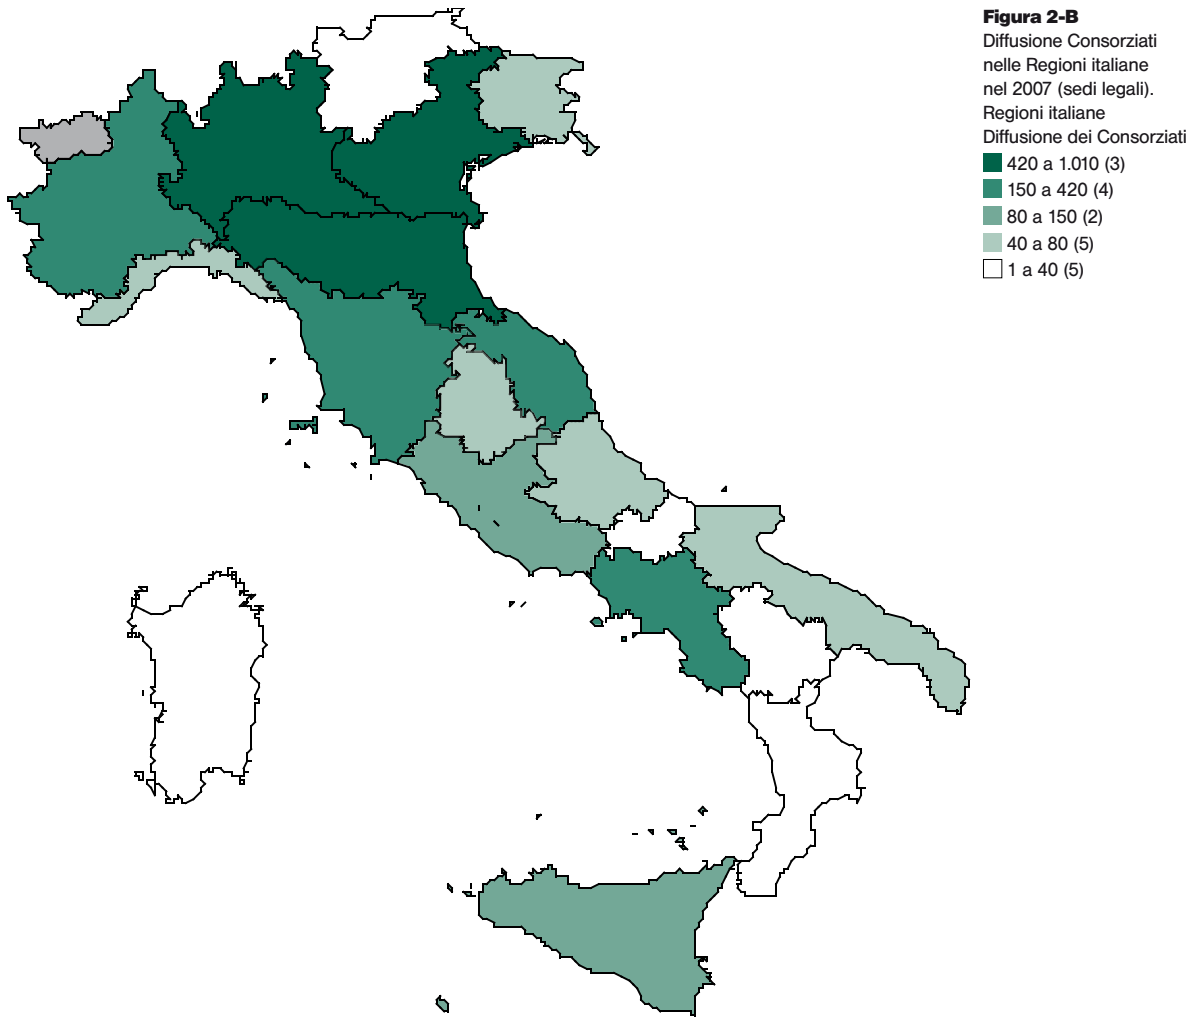 Figura 2-B
Diffusione Consorziati
nelle Regioni italiane
nel 2007 (sedi legali).
Regioni italiane
Diffusione dei Consorziati
420 a 1.010 (3)
150 a 420 (4)
80 a 150 (2)
40 a 80 (5)
1 a 40 (5)